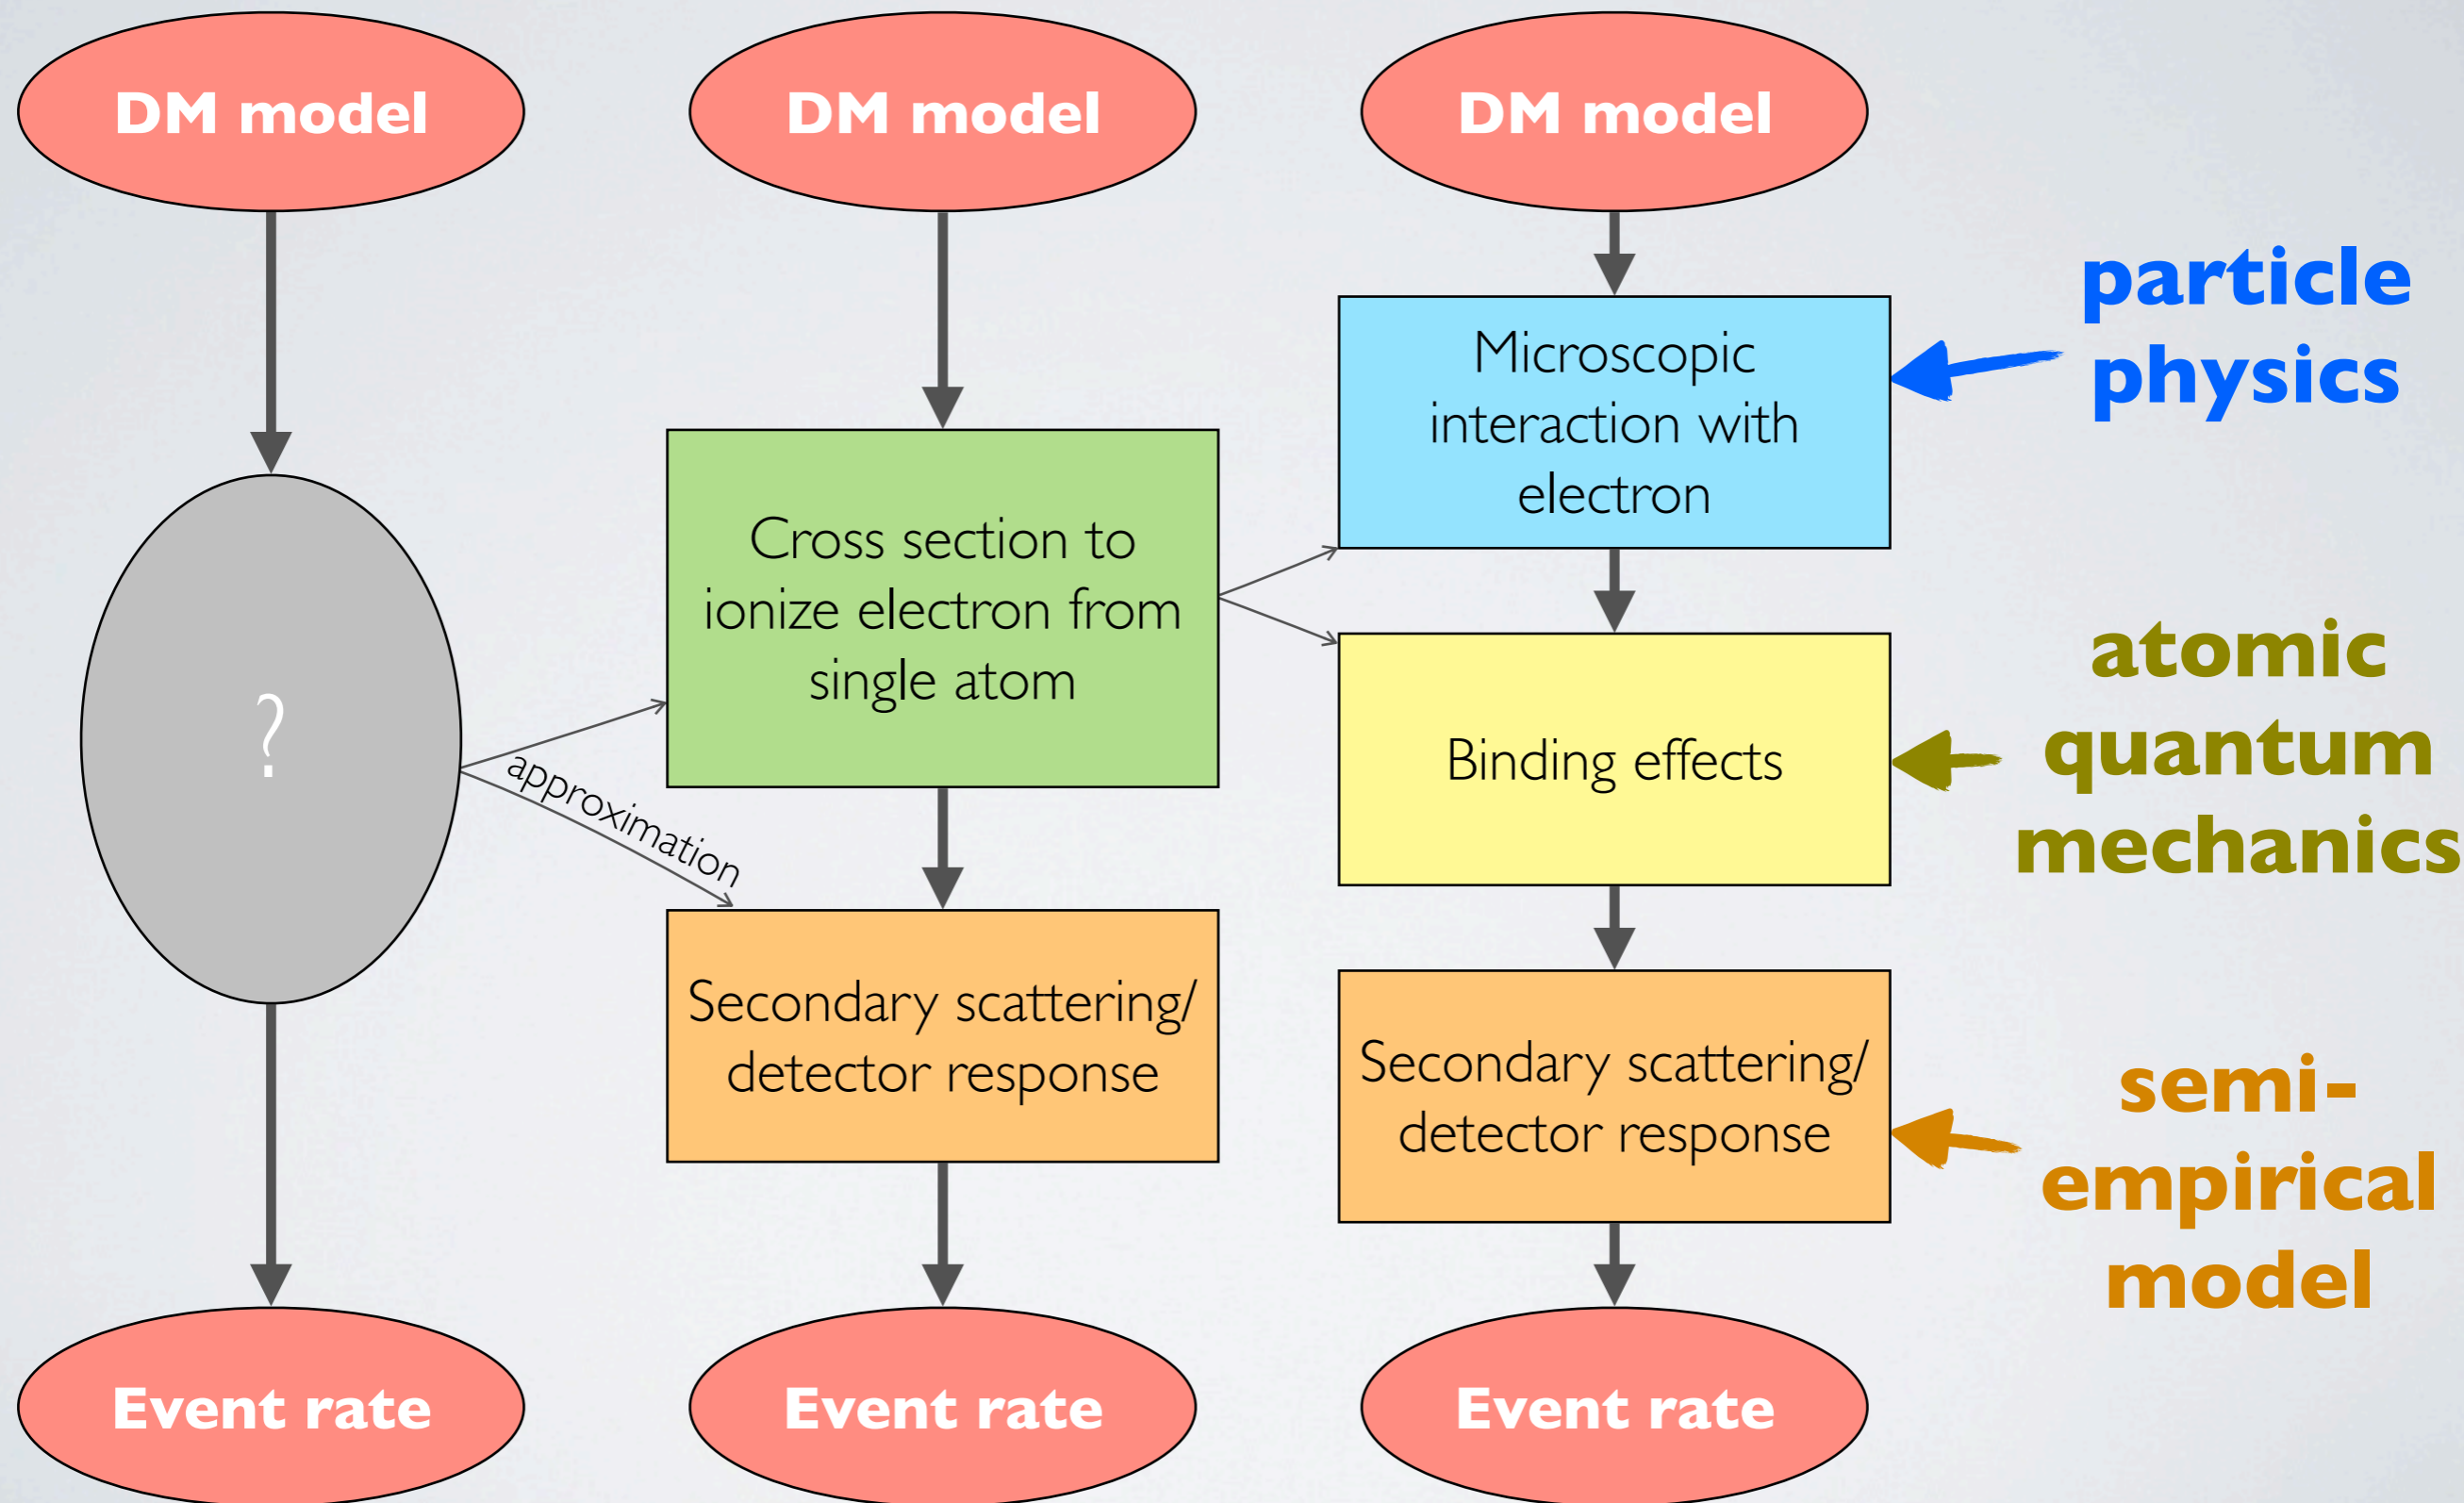 DM model
?
approximation
Event rate
DM model
Cross section to
ionize electron from
single atom
Secondary scattering/
detector response
Event rate
DM model
Microscopic
interaction with
electron
Binding effects
Secondary scattering/
detector response
Event rate
particle
physics
atomic
quantum
mechanics
semi-
empirical
model